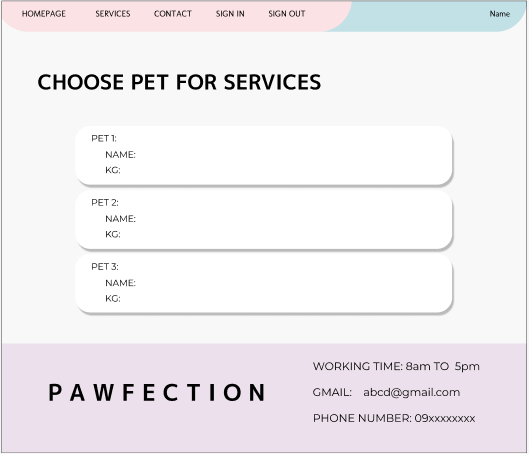 HOMEPAGE SERVICES CONTACT SIGN IN SIGN OUT Name
CHOOSE PET FOR SERVICES
PET 1:
NAME:
KG:
PET 2:
NAME:
KG:
PET 3:
NAME:
KG:
PAWFECTION
WORKING TIME: 8am TO 5pm
GMAIL: abcd@gmail.com
PHONE NUMBER: 09xxxxxxxx